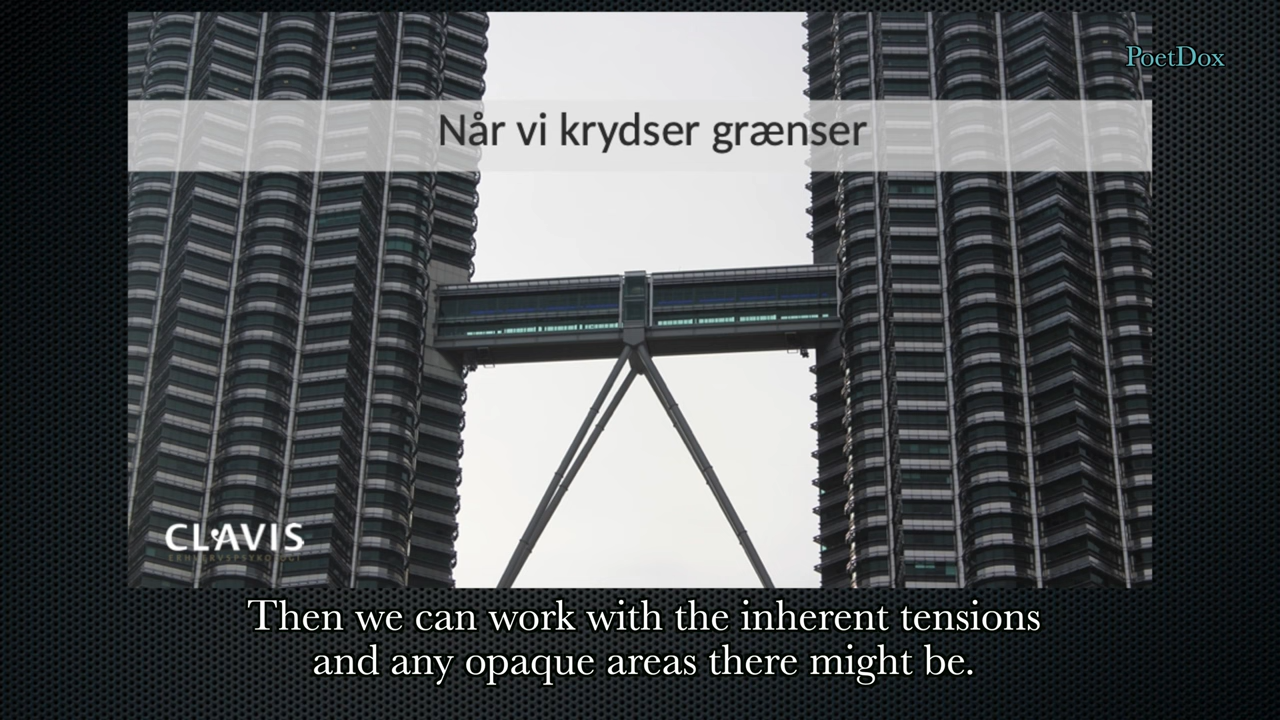 PoetDox
Når vi krydser grænser
CLAVIS
ERHVERVSPSYKOLOGI
Then we can work with the inherent tensions
and any opaque areas there might be.